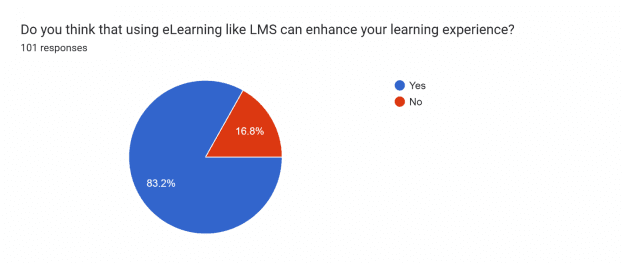 Do you think that using eLearning like LMS can enhance your learning experience?
101 responses
Yes
No
16.8%
83.2%